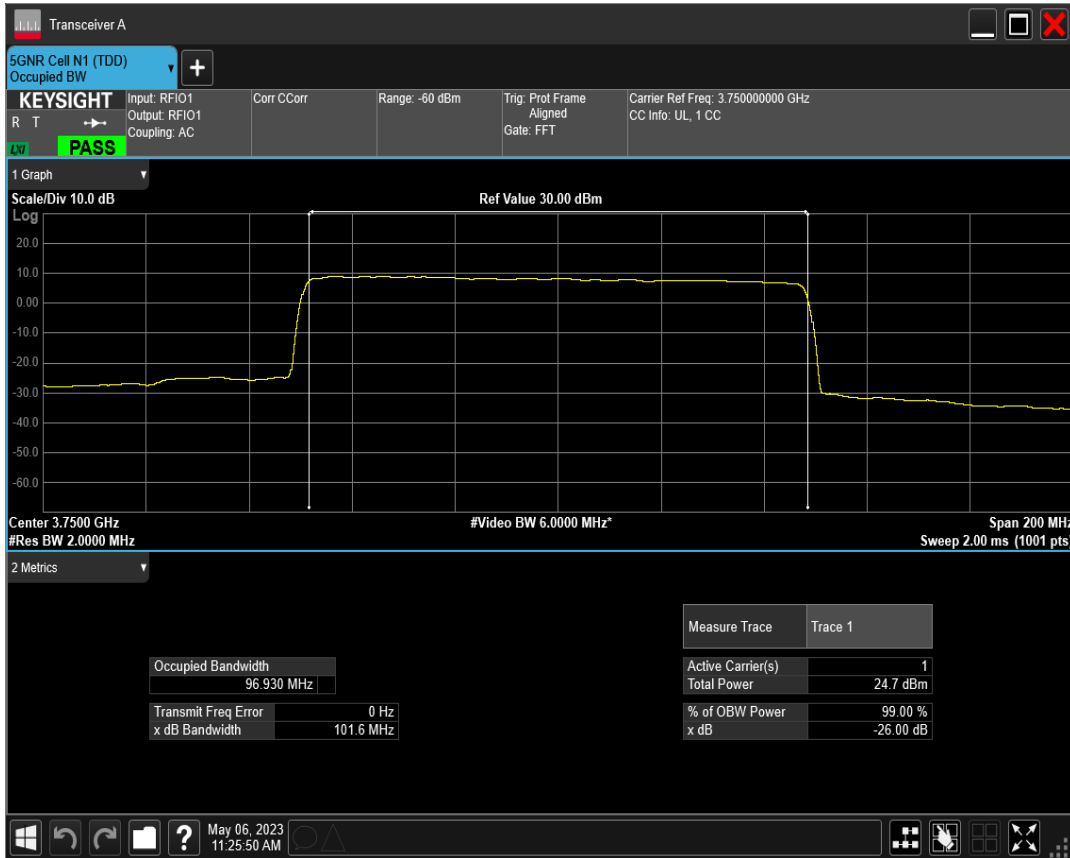 Transceiver A
5GNR Cell N1 (TDD)
Occupied BW
+
KEYSIGHT
R T
LXI
PASS
Input: RFIO1
Output: RFIO1
Coupling: AC
Corr CCorr
Range: -60 dBm
Trig: Prot Frame
Aligned
Gate: FFT
Carrier Ref Freq: 3.750000000 GHz
CC Info: UL, 1 CC
1 Graph
Scale/Div 10.0 dB
Ref Value 30.00 dBm
Log
20.0
10.0
0.00
-10.0
-20.0
-30.0
-40.0
-50.0
-60.0
Center 3.7500 GHz
#Video BW 6.0000 MHz*
Span 200 MHz
#Res BW 2.0000 MHz
Sweep 2.00 ms (1001 pts)
2 Metrics
Measure Trace Trace 1
Occupied Bandwidth
96.930 MHz
Active Carrier(s) 1
Total Power 24.7 dBm
Transmit Freq Error 0 Hz
x dB Bandwidth 101.6 MHz
% of OBW Power 99.00 %
x dB -26.00 dB
?
May 06, 2023
11:25:50 AM